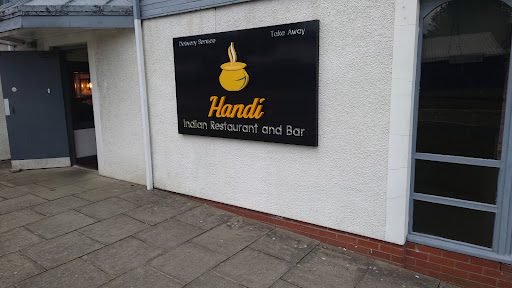 Delivery Service Take Away
Handi
Indian Restaurant and Bar